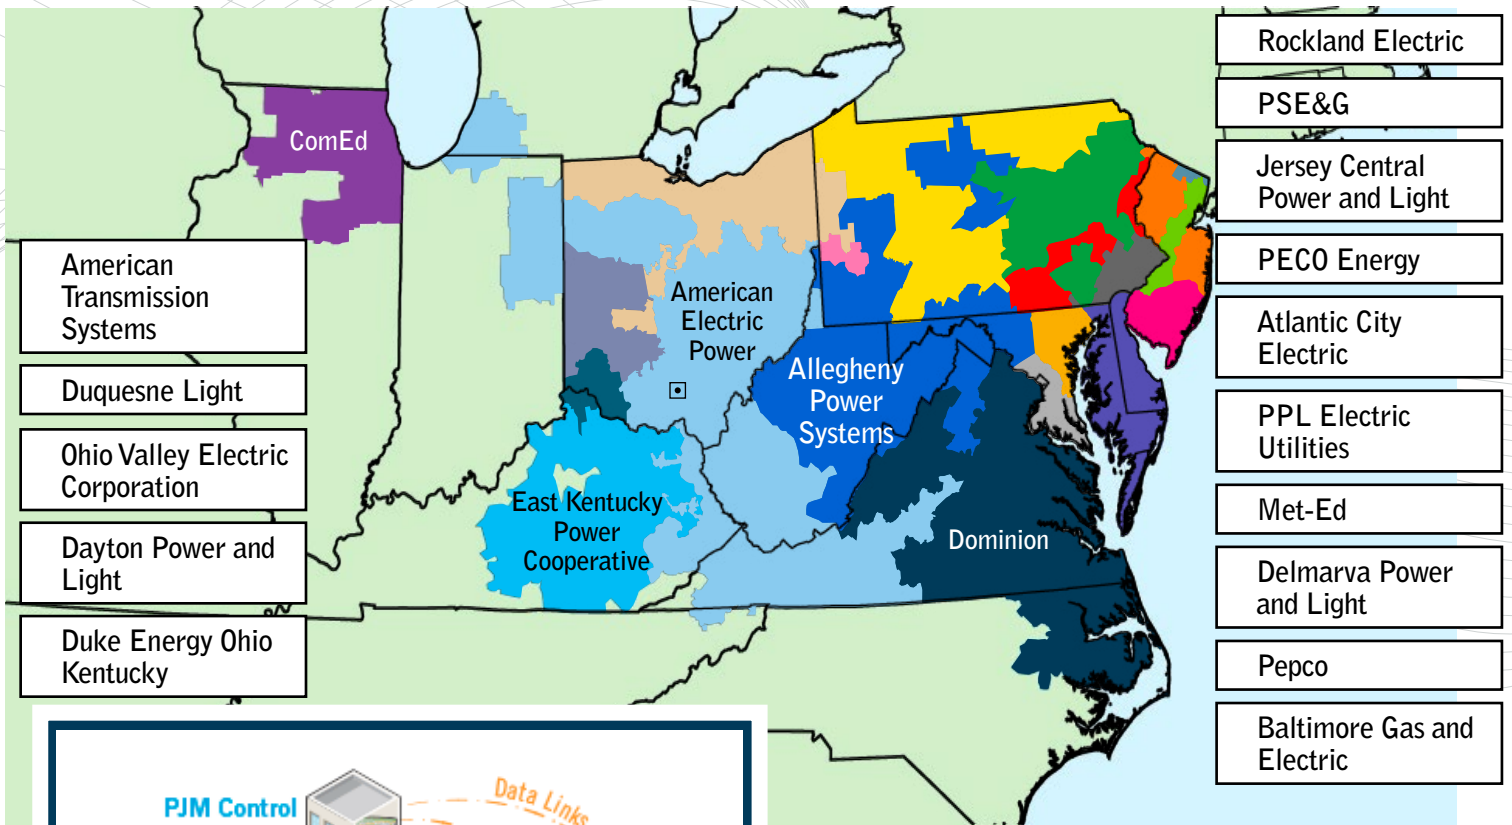 Rockland Electric
PSE&G
Jersey Central
Power and Light
PECO Energy
Atlantic City
Electric
PPL Electric
Utilities
Met-Ed
Delmarva Power
and Light
Pepco
Baltimore Gas and
Electric
ComEd
American
Transmission
Systems
Duquesne Light
Ohio Valley Electric
Corporation
Dayton Power and
Light
Duke Energy Ohio
Kentucky
American
Electric
Power
Allegheny
Power
Systems
East Kentucky
Power
Cooperative
Dominion
PJM Control
Data Links